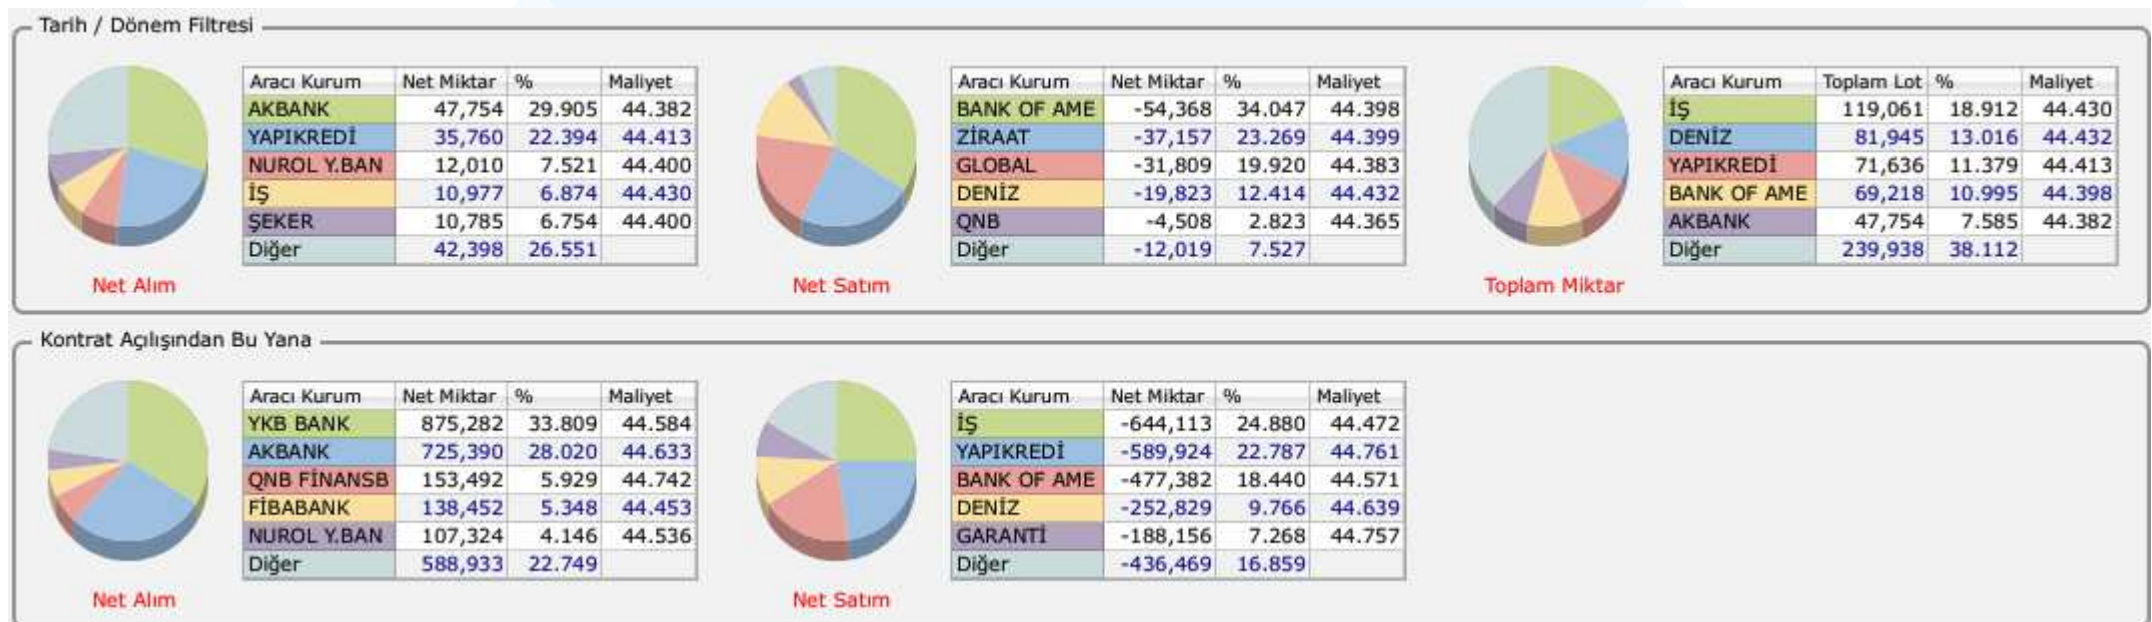 Tarih / Dönem Filtresi
Aracı Kurum Net Miktar % Maliyet
AKBANK 47,754 29.905 44.382
YAPIKREDİ 35,760 22.394 44.413
NUROL Y.BAN 12,010 7.521 44.400
İŞ 10,977 6.874 44.430
ŞEKER 10,785 6.754 44.400
Diğer 42,398 26.551
Net Alım
Aracı Kurum Net Miktar % Maliyet
BANK OF AME -54,368 34.047 44.398
ZİRAAT -37,157 23.269 44.399
GLOBAL -31,809 19.920 44.383
DENİZ -19,823 12.414 44.432
QNB -4,508 2.823 44.365
Diğer -12,019 7.527
Net Satım
Aracı Kurum Toplam Lot % Maliyet
İŞ 119,061 18.912 44.430
DENİZ 81,945 13.016 44.432
YAPIKREDİ 71,636 11.379 44.413
BANK OF AME 69,218 10.995 44.398
AKBANK 47,754 7.585 44.382
Diğer 239,938 38.112
Toplam Miktar
Kontrat Açılışından Bu Yana
Aracı Kurum Net Miktar % Maliyet
YKB BANK 875,282 33.809 44.584
AKBANK 725,390 28.020 44.633
QNB FİNANSB 153,492 5.929 44.742
FİBABANK 138,452 5.348 44.453
NUROL Y.BAN 107,324 4.146 44.536
Diğer 588,933 22.749
Net Alım
Aracı Kurum Net Miktar % Maliyet
İŞ -644,113 24.880 44.472
YAPIKREDİ -589,924 22.787 44.761
BANK OF AME -477,382 18.440 44.571
DENİZ -252,829 9.766 44.639
GARANTİ -188,156 7.268 44.757
Diğer -436,469 16.859
Net Satım